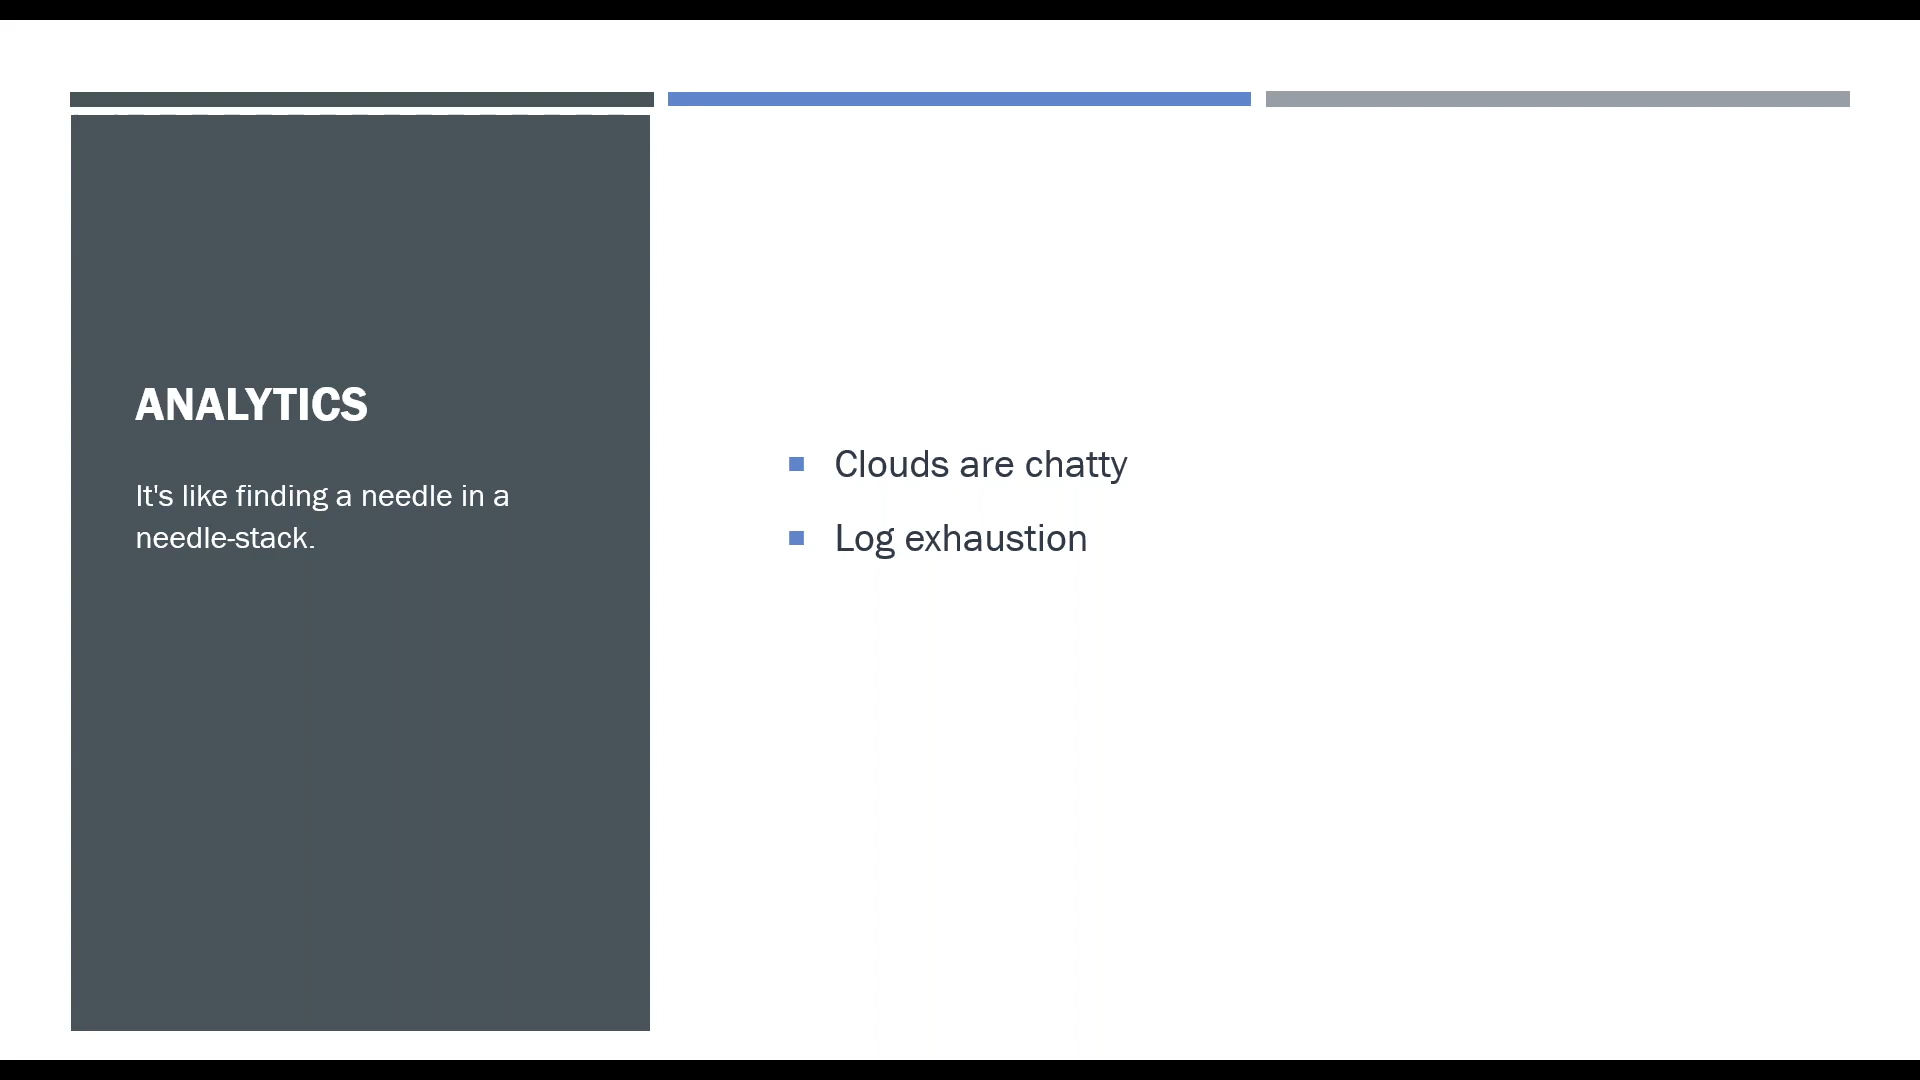 ANALYTICS
It's like finding a needle in a
needle-stack.
Clouds are chatty
Log exhaustion